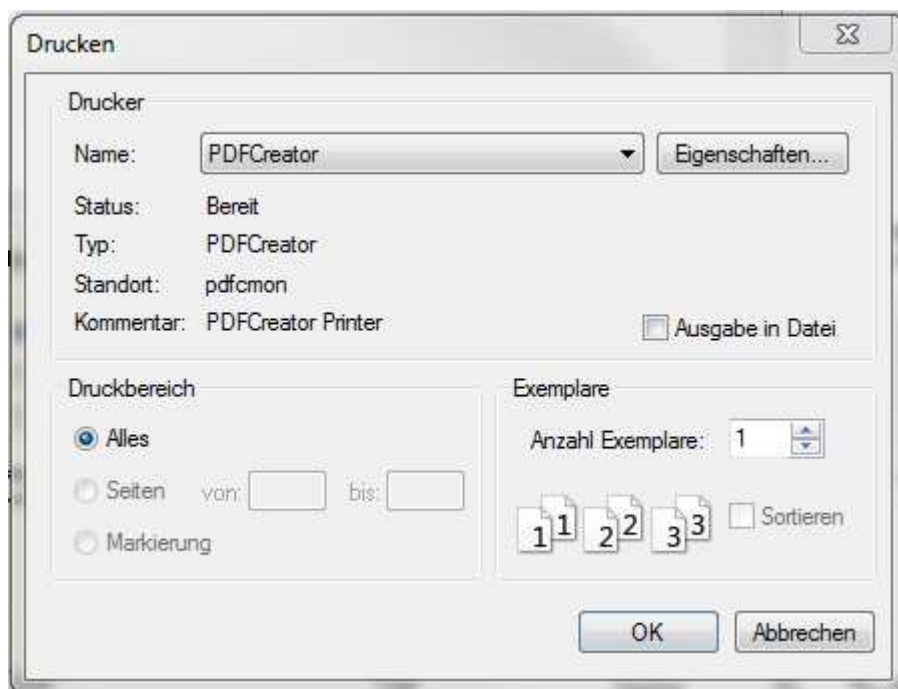 Drucken
Drucker
Name: PDFCreator Eigenschaften...
Status: Bereit
Typ: PDFCreator
Standort: pdfcmon
Kommentar: PDFCreator Printer
Ausgabe in Datei
Druckbereich
Alles
Seiten von: bis:
Markierung
Exemplare
Anzahl Exemplare: 1
1 1 2 2 3 3 Sortieren
OK Abbrechen